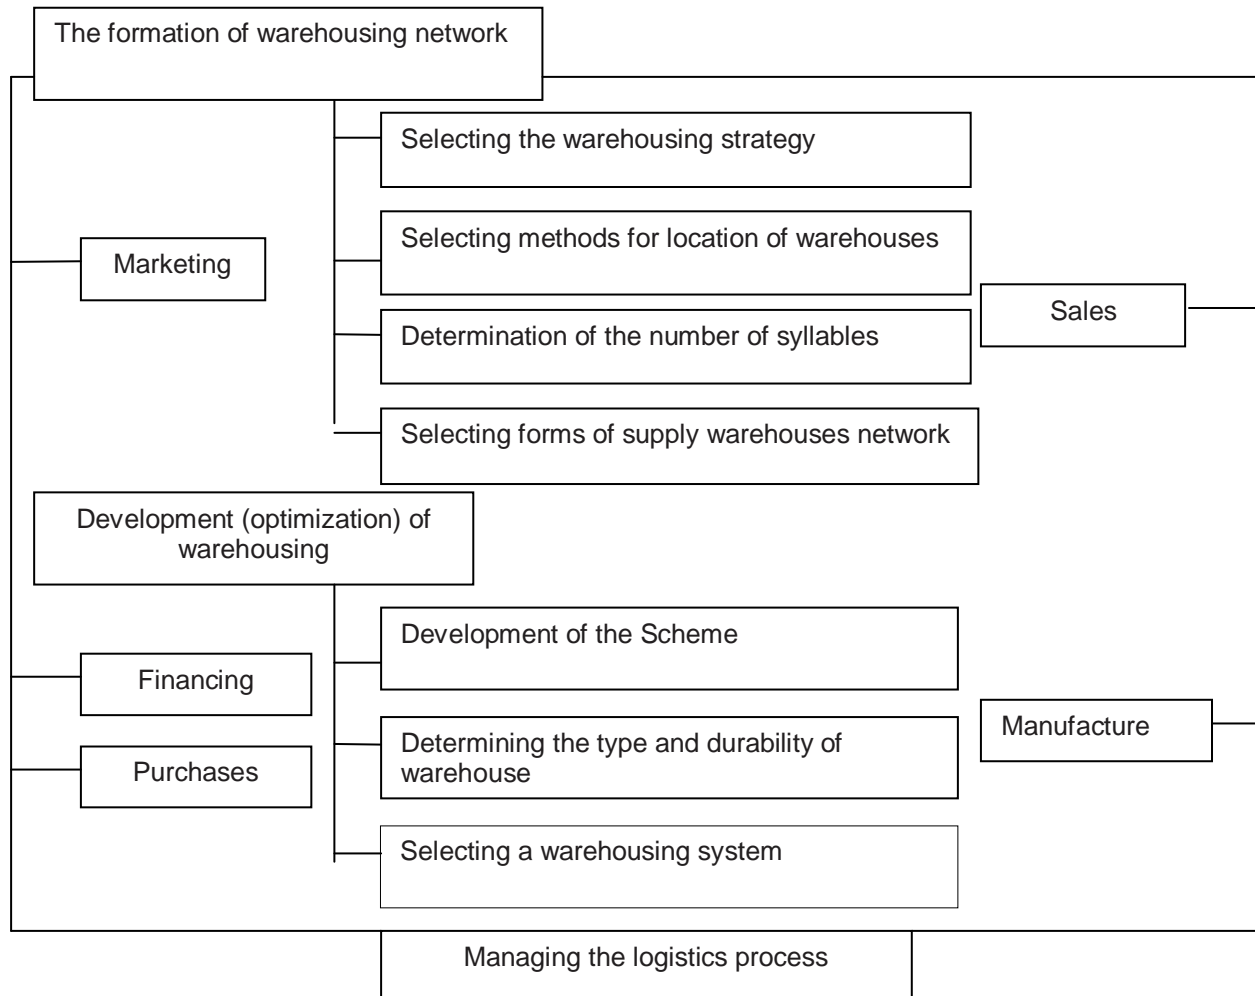 The formation of warehousing network
Selecting the warehousing strategy
Selecting methods for location of warehouses
Marketing
Sales
Determination of the number of syllables
Selecting forms of supply warehouses network
Development (optimization) of
warehousing
Development of the Scheme
Financing
Manufacture
Determining the type and durability of
warehouse
Purchases
Selecting a warehousing system
Managing the logistics process